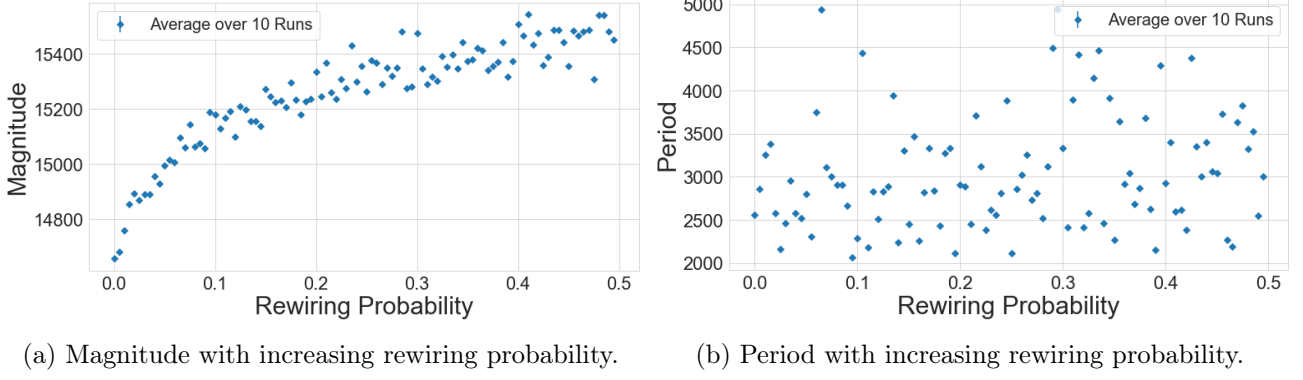 Average over 10 Runs
15400
15200
15000
14800
Magnitude
0.0 0.1 0.2 0.3 0.4 0.5
Rewiring Probability
(a) Magnitude with increasing rewiring probability.
Average over 10 Runs
5000
4500
4000
3500
3000
2500
2000
Period
0.0 0.1 0.2 0.3 0.4 0.5
Rewiring Probability
(b) Period with increasing rewiring probability.